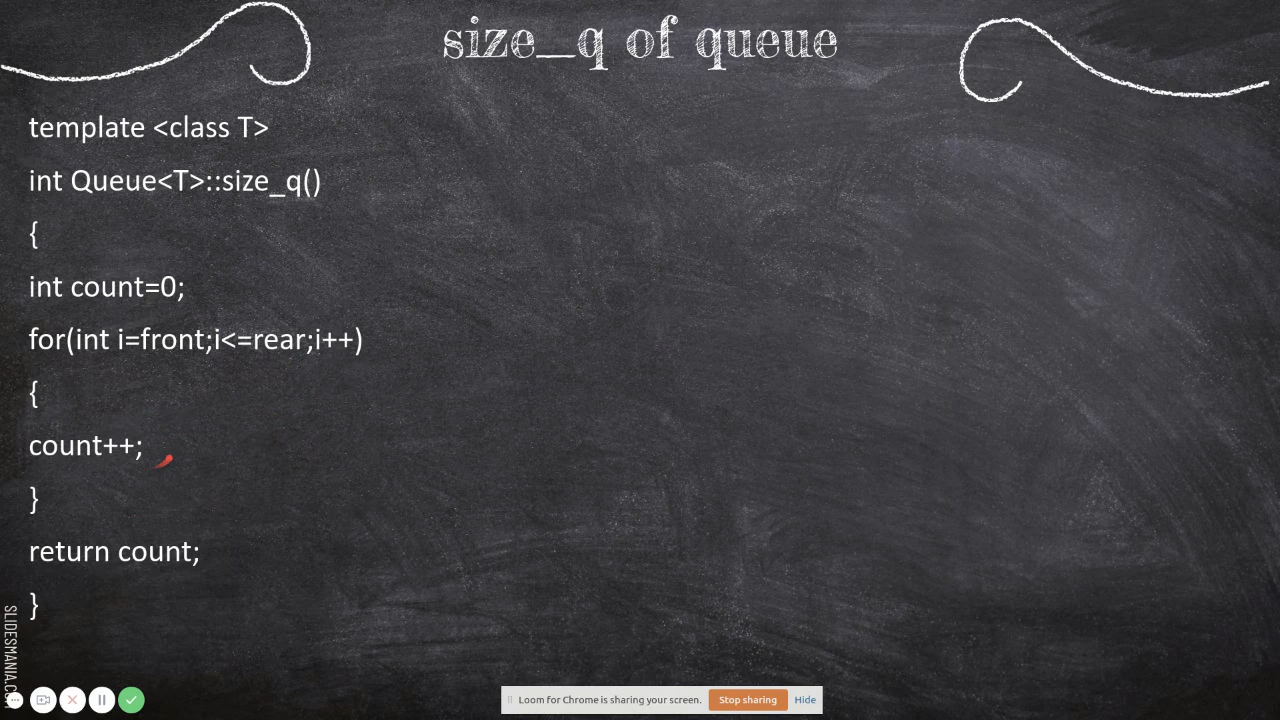 size_q of queue
template <class T>
int Queue<T>::size_q()
{
int count=0;
for(int i=front;i<=rear;i++)
{
count++;
}
return count;
}
SLIDESMANIA.C
Loom for Chrome is sharing your screen. Stop sharing Hide